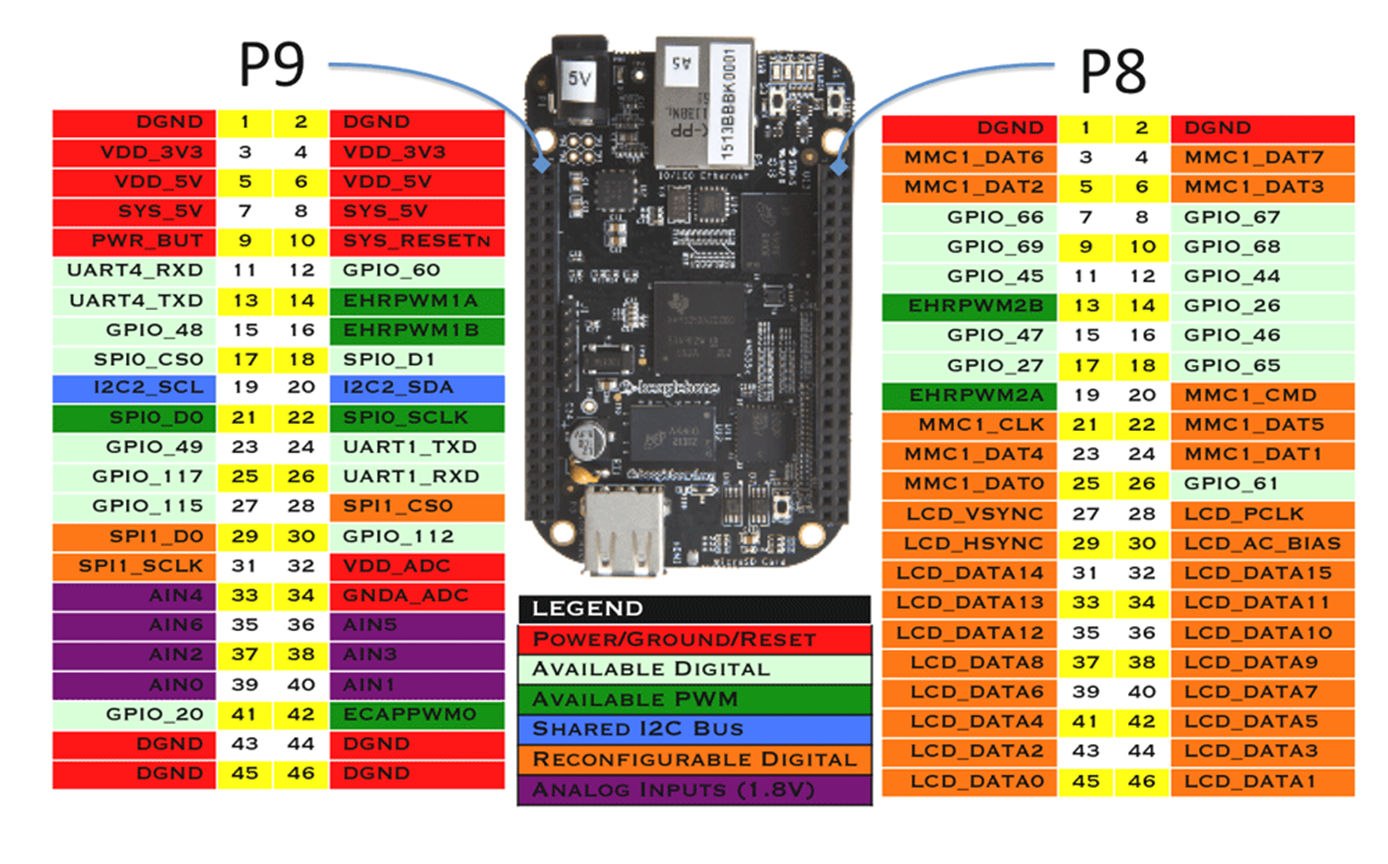 P9
P8
DGND 1 2 DGND
VDD_3V3 3 4 VDD_3V3
VDD_5V 5 6 VDD_5V
SYS_5V 7 8 SYS_5V
PWR_BUT 9 10 SYS_RESETN
UART4_RXD 11 12 GPIO_60
UART4_TXD 13 14 EHRPWM1A
GPIO_48 15 16 EHRPWM1B
SPI0_CS0 17 18 SPI0_D1
I2C2_SCL 19 20 I2C2_SDA
SPI0_D0 21 22 SPI0_SCLK
GPIO_49 23 24 UART1_TXD
GPIO_117 25 26 UART1_RXD
GPIO_115 27 28 SPI1_CS0
SPI1_D0 29 30 GPIO_112
SPI1_SCLK 31 32 VDD_ADC
AIN4 33 34 GNDA_ADC
AIN6 35 36 AIN5
AIN2 37 38 AIN3
AIN0 39 40 AIN1
GPIO_20 41 42 ECAPPWM0
DGND 43 44 DGND
DGND 45 46 DGND
5V
A5
1513BBBK0001
10/100 Ethernet
beaglebone
MicroSD Card
LEGEND
POWER/GROUND/RESET
AVAILABLE DIGITAL
AVAILABLE PWM
SHARED I2C BUS
RECONFIGURABLE DIGITAL
ANALOG INPUTS (1.8V)
DGND 1 2 DGND
MMC1_DAT6 3 4 MMC1_DAT7
MMC1_DAT2 5 6 MMC1_DAT3
GPIO_66 7 8 GPIO_67
GPIO_69 9 10 GPIO_68
GPIO_45 11 12 GPIO_44
EHRPWM2B 13 14 GPIO_26
GPIO_47 15 16 GPIO_46
GPIO_27 17 18 GPIO_65
EHRPWM2A 19 20 MMC1_CMD
MMC1_CLK 21 22 MMC1_DAT5
MMC1_DAT4 23 24 MMC1_DAT1
MMC1_DAT0 25 26 GPIO_61
LCD_VSYNC 27 28 LCD_PCLK
LCD_HSYNC 29 30 LCD_AC_BIAS
LCD_DATA14 31 32 LCD_DATA15
LCD_DATA13 33 34 LCD_DATA11
LCD_DATA12 35 36 LCD_DATA10
LCD_DATA8 37 38 LCD_DATA9
LCD_DATA6 39 40 LCD_DATA7
LCD_DATA4 41 42 LCD_DATA5
LCD_DATA2 43 44 LCD_DATA3
LCD_DATA0 45 46 LCD_DATA1